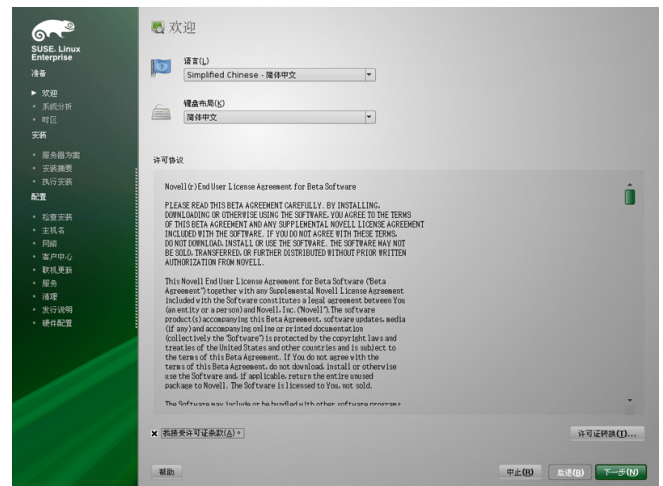 SUSE. Linux
Enterprise
准备
欢迎
系统分析
时区
安装
服务器方案
安装摘要
执行安装
配置
检查安装
主机名
网络
客户中心
联机更新
服务
清理
发行说明
硬件配置
欢迎
语言(L)
Simplified Chinese - 简体中文
键盘布局(K)
简体中文
许可协议
Novell(r) End User License Agreement for Beta Software
PLEASE READ THIS BETA AGREEMENT CAREFULLY. BY INSTALLING,
DOWNLOADING OR OTHERWISE USING THE SOFTWARE, YOU AGREE TO THE TERMS
OF THIS BETA AGREEMENT AND ANY SUPPLEMENTAL NOVELL LICENSE AGREEMENT
INCLUDED WITH THE SOFTWARE. IF YOU DO NOT AGREE WITH THESE TERMS,
DO NOT DOWNLOAD, INSTALL OR USE THE SOFTWARE. THE SOFTWARE MAY NOT
BE SOLD, TRANSFERRED, OR FURTHER DISTRIBUTED WITHOUT PRIOR WRITTEN
AUTHORIZATION FROM NOVELL.
This Novell End User License Agreement for Beta Software ("Beta
Agreement") together with any Supplemental Novell License Agreement
included with the Software constitutes a legal agreement between You
(an entity or a person) and Novell, Inc. ("Novell"). The software
product(s) accompanying this Beta Agreement, software updates, media
(if any) and accompanying online or printed documentation
(collectively the "Software") is protected by the copyright laws and
treaties of the United States and other countries and is subject to
the terms of this Beta Agreement. If You do not agree with the
terms of this Beta Agreement, do not download, install or otherwise
use the Software and, if applicable, return the entire unused
package to Novell. The Software is licensed to You, not sold.
The Software may include or be bundled with other software programs
我接受许可证条款(A)。
许可证转换(T)...
帮助
中止(R)
后退(B)
下一步(N)